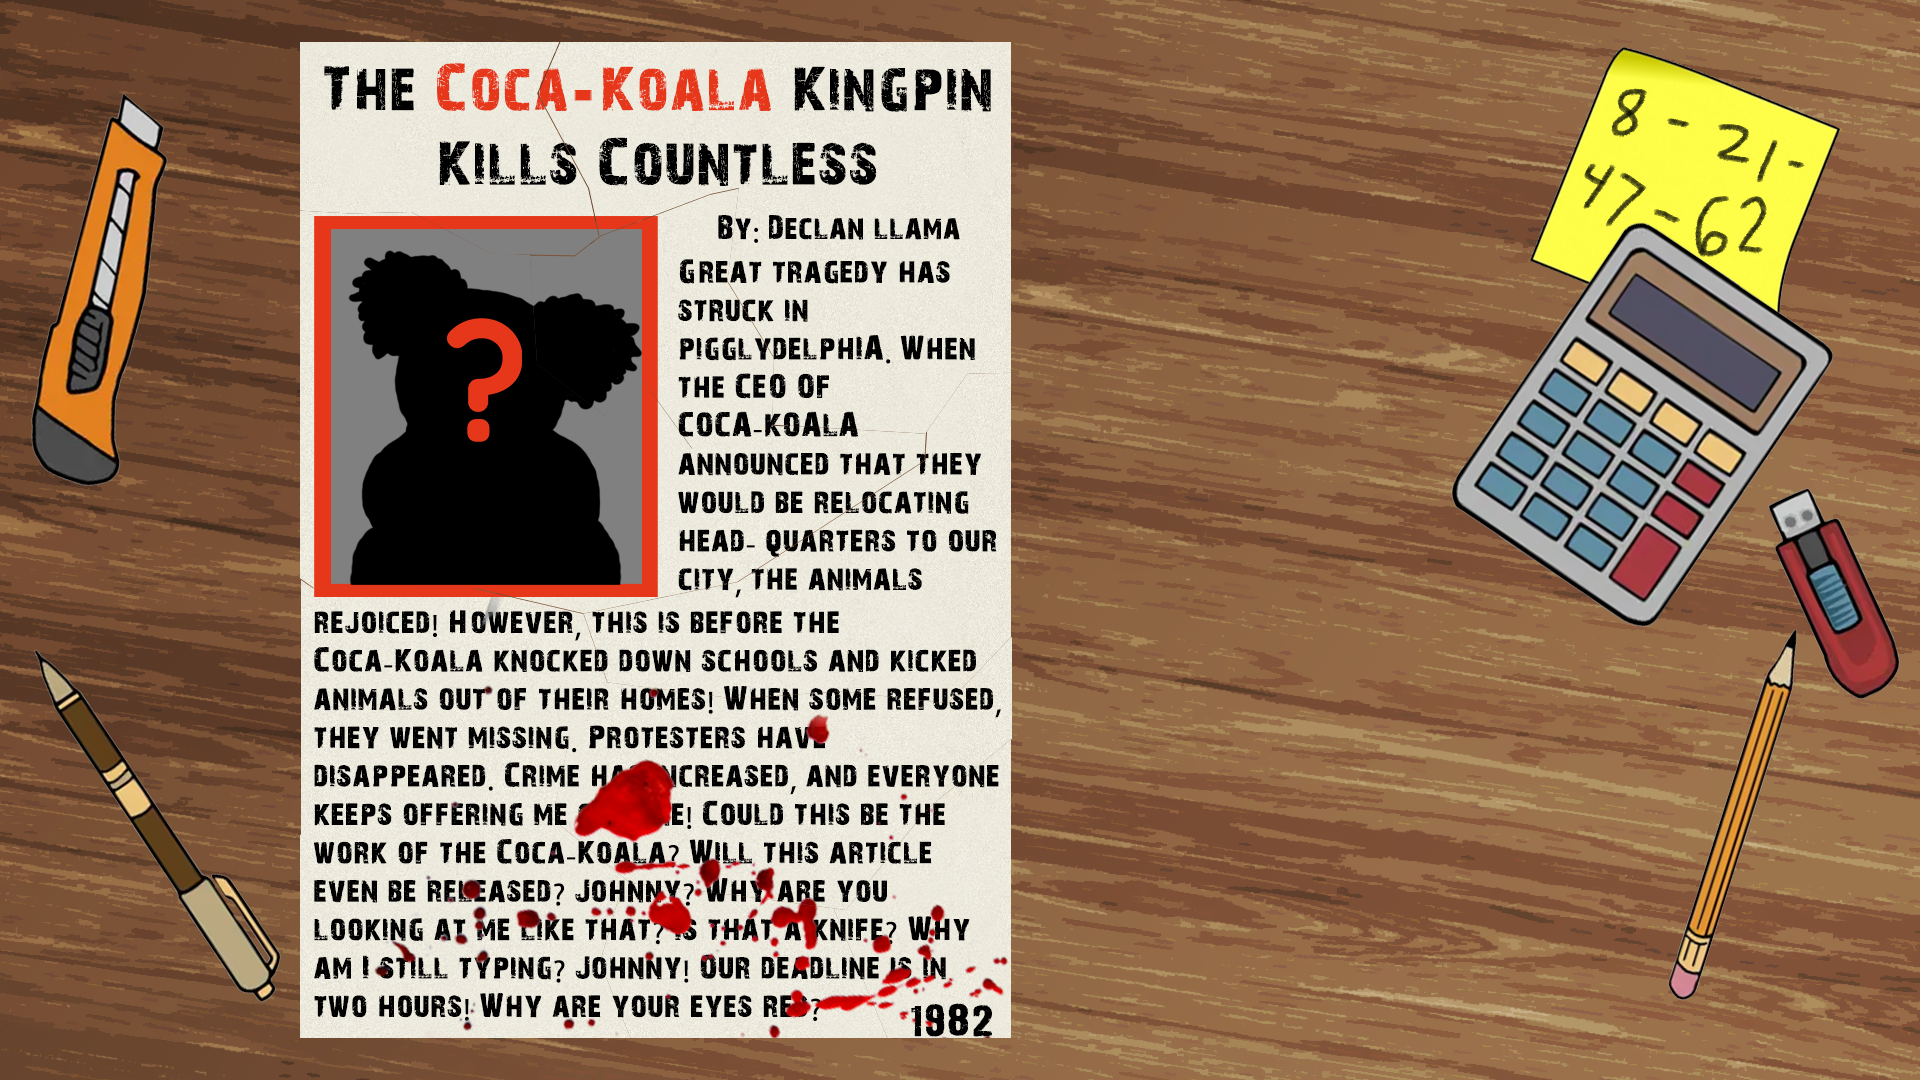 The Coca-Koala Kingpin
Kills Countless
By: Declan llama
Great tragedy has
struck in
pigglydelphiA. When
the CEO OF
COCA-KOALA
announced that they
would be relocating
head- quarters to our
city, the animals
rejoiced! However, this is before the
Coca-Koala knocked down schools and kicked
animals out of their homes! When some refused,
they went missing. Protesters have
disappeared. Crime increased, and everyone
keeps offering me Could this be the
work of the Coca-Koala? Will this article
even be released? Johnny? Why are you
looking at me like that? Is that a knife? Why
am I still typing? Johnny! Our deadline is in
two hours! Why are your eyes red?
1982
8 - 21 -
47 - 62
?